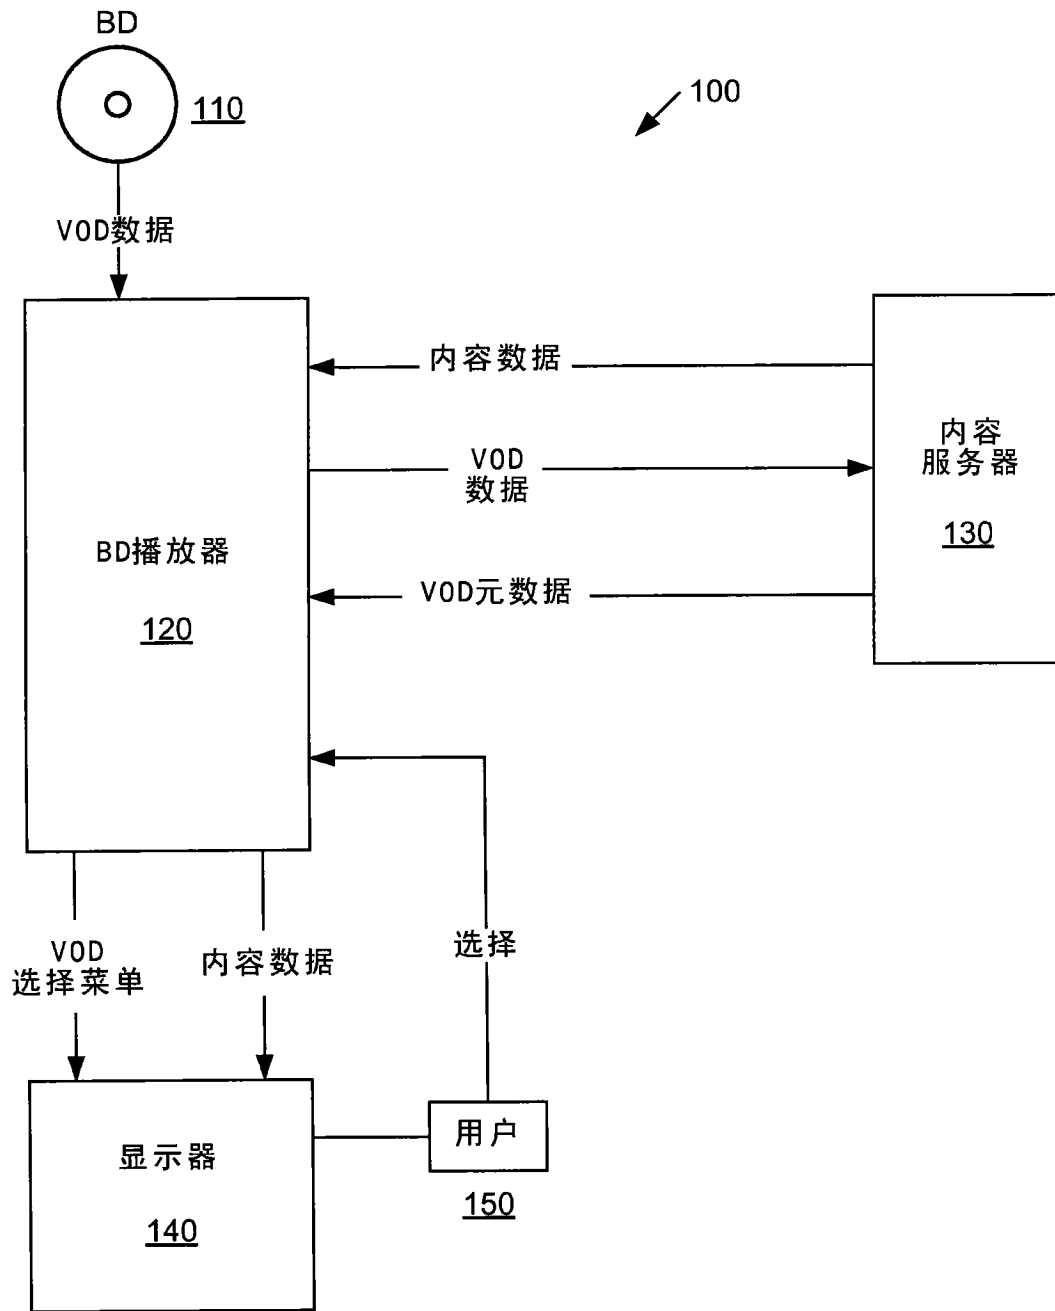 BD
110
100
VOD数据
内容数据
VOD
数据
VOD元数据
内容
服务器
130
BD播放器
120
VOD
选择菜单
内容数据
选择
显示器
140
用户
150